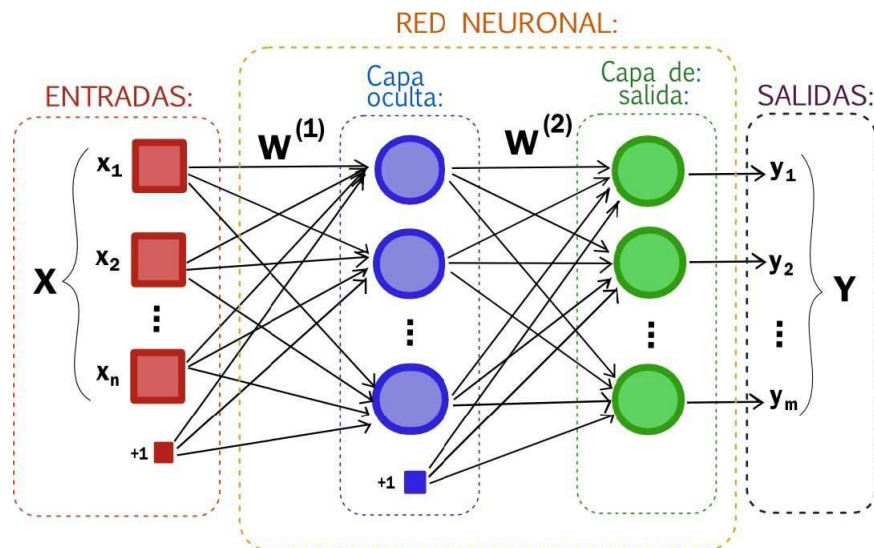 RED NEURONAL:
ENTRADAS:
Capa
oculta:
Capa de:
salida:
SALIDAS:
W(1)
W(2)
x1
x2
⋮
xn
+1
X
⋮
+1
⋮
y1
y2
⋮
ym
Y